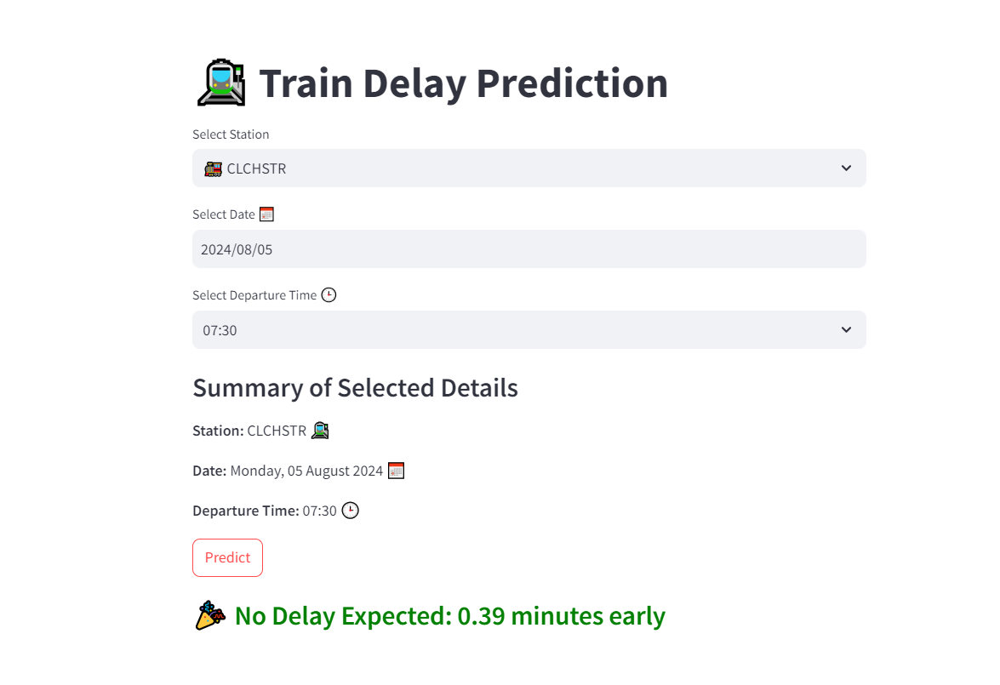 Train Delay Prediction
Select Station
CLCHSTR
Select Date
2024/08/05
Select Departure Time
07:30
Summary of Selected Details
Station: CLCHSTR
Date: Monday, 05 August 2024
Departure Time: 07:30
Predict
No Delay Expected: 0.39 minutes early